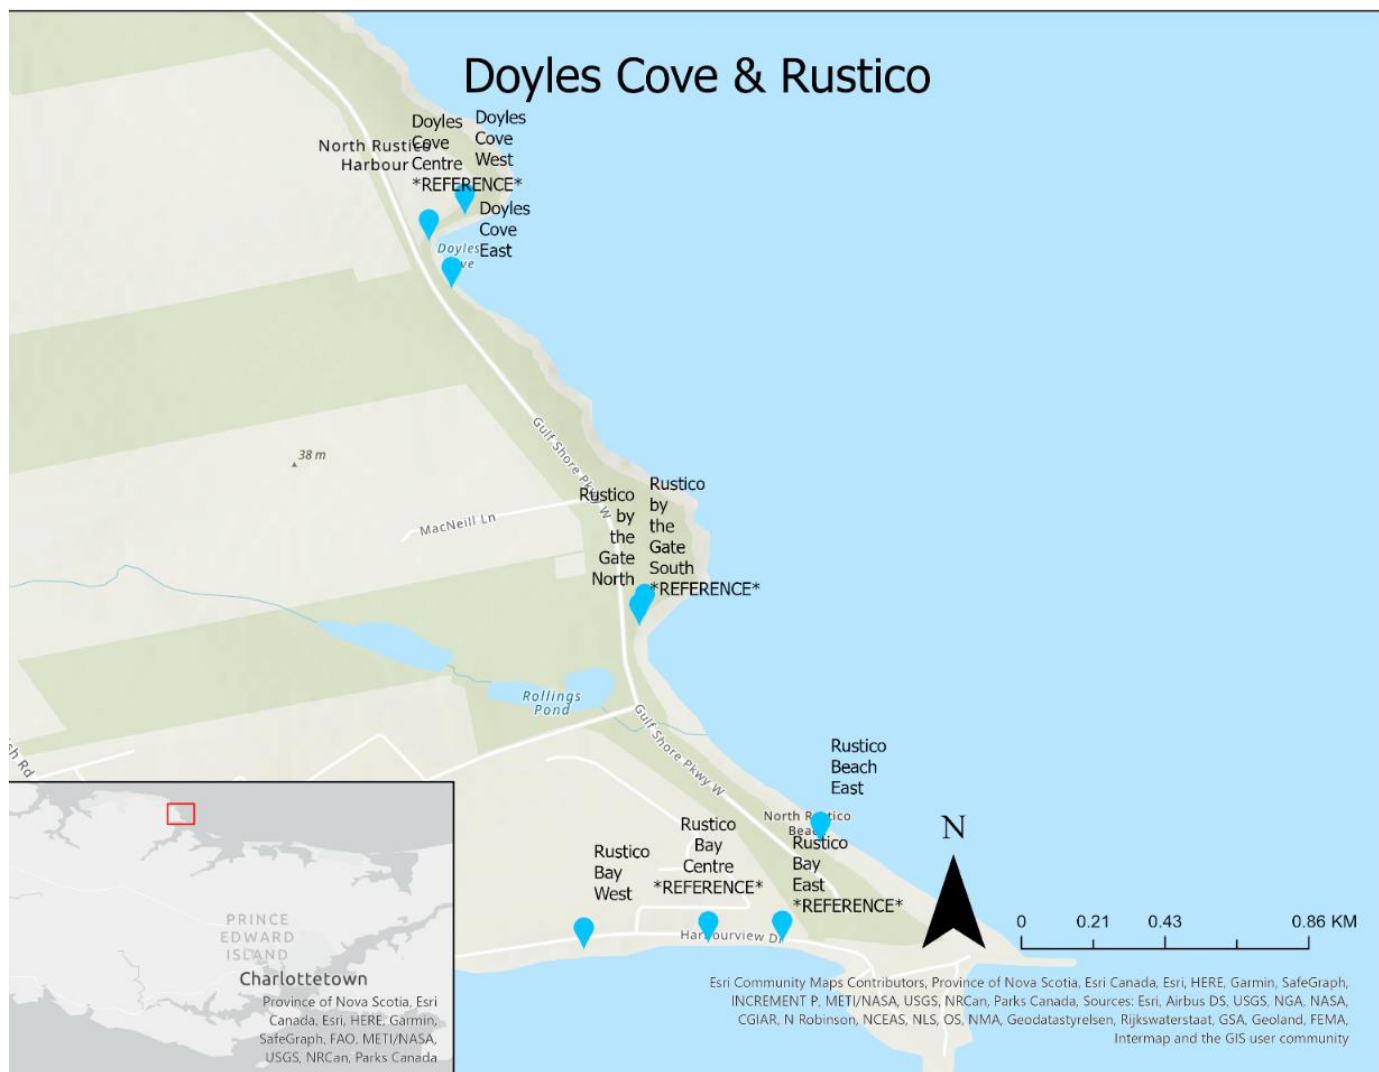 Doyles Cove & Rustico
Doyles
Cove
Centre
*REFERENCE*
Doyles
Cove
West
North Rustico
Harbour
Doyles
Cove
East
Doyles
38 m
Gulf Shore Pkwy W
MacNeill Ln
Rustico
by
the
Gate
North
Rustico
by
the
Gate
South
*REFERENCE*
Rollings
Pond
Gulf Shore Pkwy W
Rustico
Beach
East
North Rustico
Beach
Rustico
Bay
West
Rustico
Bay
Centre
*REFERENCE*
Rustico
Bay
East
*REFERENCE*
Harbourview Dr
N
0 0.21 0.43 0.86 KM
PRINCE
EDWARD
ISLAND
Charlottetown
Province of Nova Scotia, Esri
Canada, Esri, HERE, Garmin,
SafeGraph, FAO, METI/NASA,
USGS, NRCan, Parks Canada
Esri Community Maps Contributors, Province of Nova Scotia, Esri Canada, Esri, HERE, Garmin, SafeGraph,
INCREMENT P, METI/NASA, USGS, NRCan, Parks Canada, Sources: Esri, Airbus DS, USGS, NGA, NASA,
CGIAR, N Robinson, NCEAS, NLS, OS, NMA, Geodatastyrelsen, Rijkswaterstaat, GSA, Geoland, FEMA,
Intermap and the GIS user community